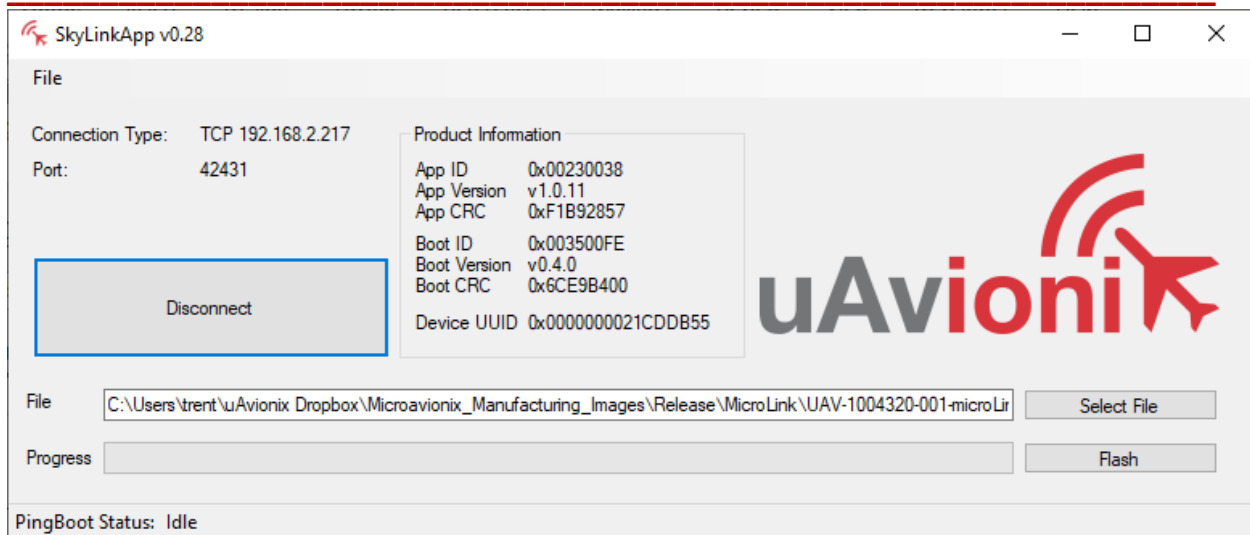 SkyLinkApp v0.28
File
Connection Type: TCP 192.168.2.217
Port: 42431
Product Information
App ID 0x00230038
App Version v1.0.11
App CRC 0xF1B92857
Boot ID 0x003500FE
Boot Version v0.4.0
Boot CRC 0x6CE9B400
Device UUID 0x0000000021CDDB55
Disconnect
uAvionix
File C:\Users\trent\uAvionix Dropbox\Microavionix_Manufacturing_Images\Release\MicroLink\UAV-1004320-001-microLir Select File
Progress Flash
PingBoot Status: Idle